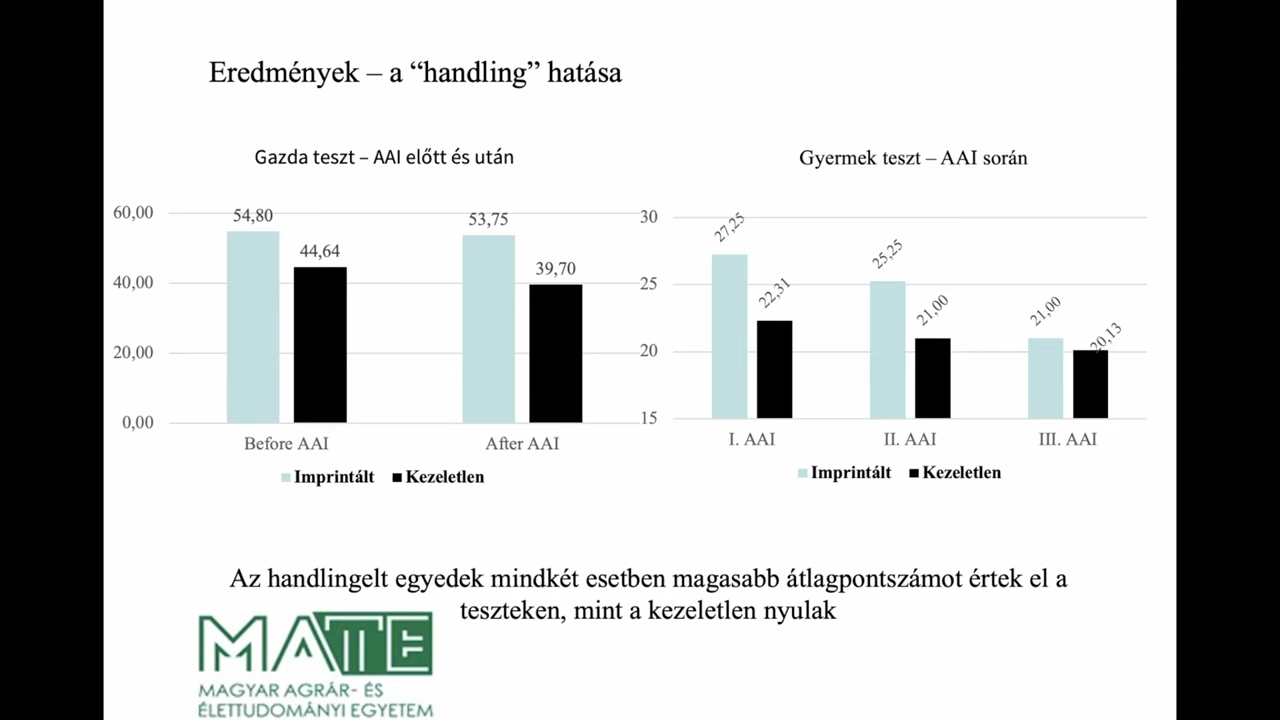 Eredmények – a “handling” hatása
Gazda teszt – AAI előtt és után
60,00
40,00
20,00
0,00
54,80
44,64
53,75
39,70
Before AAI
After AAI
Imprintált
Kezeletlen
Gyermek teszt – AAI során
30
25
20
15
27,25
22,31
25,25
21,00
21,00
20,13
I. AAI
II. AAI
III. AAI
Imprintált
Kezeletlen
Az handlingelt egyedek mindkét esetben magasabb átlagpontszámot értek el a
teszteken, mint a kezeletlen nyulak
MATE
MAGYAR AGRÁR- ÉS
ÉLETTUDOMÁNYI EGYETEM